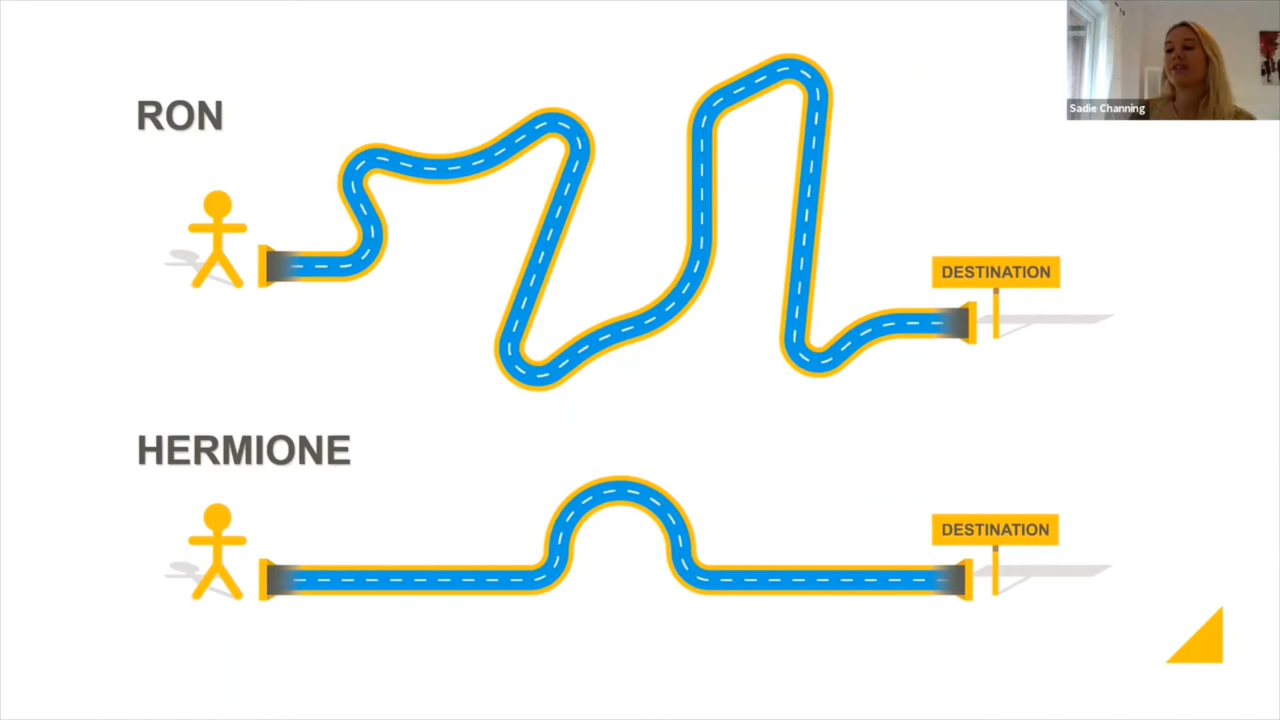 RON
Sadie Channing
DESTINATION
HERMIONE
DESTINATION